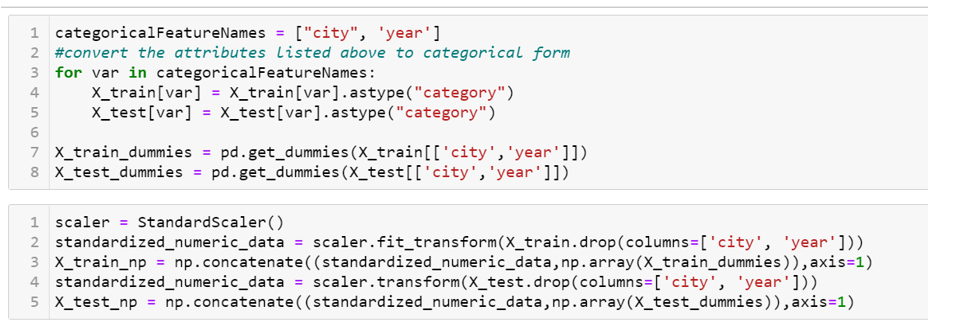 1 categoricalFeatureNames = ["city", 'year']
2 #convert the attributes listed above to categorical form
3 for var in categoricalFeatureNames:
4     X_train[var] = X_train[var].astype("category")
5     X_test[var] = X_test[var].astype("category")
6
7 X_train_dummies = pd.get_dummies(X_train[['city','year']])
8 X_test_dummies = pd.get_dummies(X_test[['city','year']])
1 scaler = StandardScaler()
2 standardized_numeric_data = scaler.fit_transform(X_train.drop(columns=['city', 'year']))
3 X_train_np = np.concatenate((standardized_numeric_data,np.array(X_train_dummies)),axis=1)
4 standardized_numeric_data = scaler.transform(X_test.drop(columns=['city', 'year']))
5 X_test_np = np.concatenate((standardized_numeric_data,np.array(X_test_dummies)),axis=1)